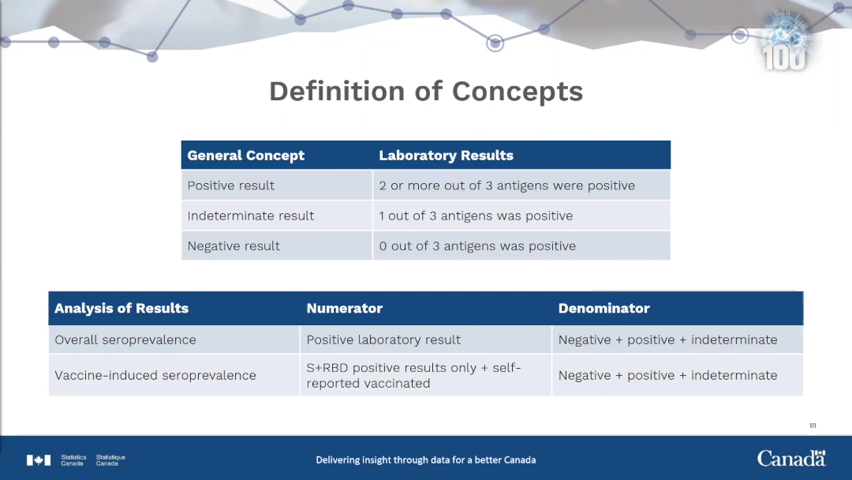 100
Definition of Concepts
General Concept Laboratory Results
Positive result 2 or more out of 3 antigens were positive
Indeterminate result 1 out of 3 antigens was positive
Negative result 0 out of 3 antigens was positive
Analysis of Results Numerator Denominator
Overall seroprevalence Positive laboratory result Negative + positive + indeterminate
Vaccine-induced seroprevalence S+RBD positive results only + self-
reported vaccinated Negative + positive + indeterminate
Statistics Statistique
Canada Canada
Delivering insight through data for a better Canada
Canada